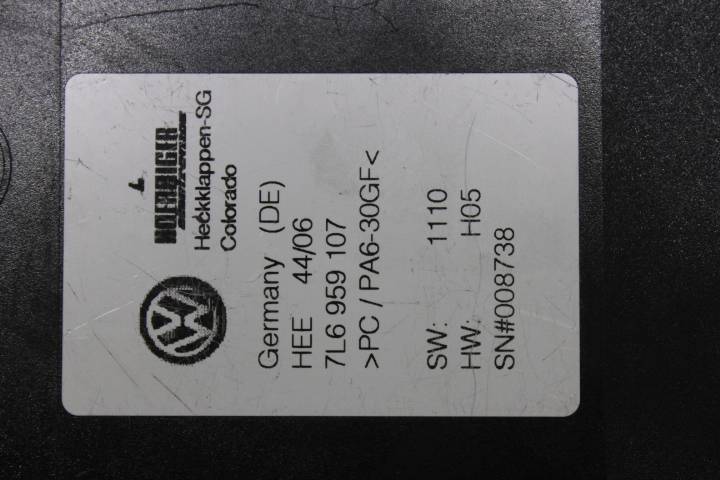 HOERBIGER
Heckklappen-SG
Colorado
Germany (DE)
HEE 44/06
7L6 959 107
>PC / PA6-30GF<
SW: 1110
HW: H05
SN#008738